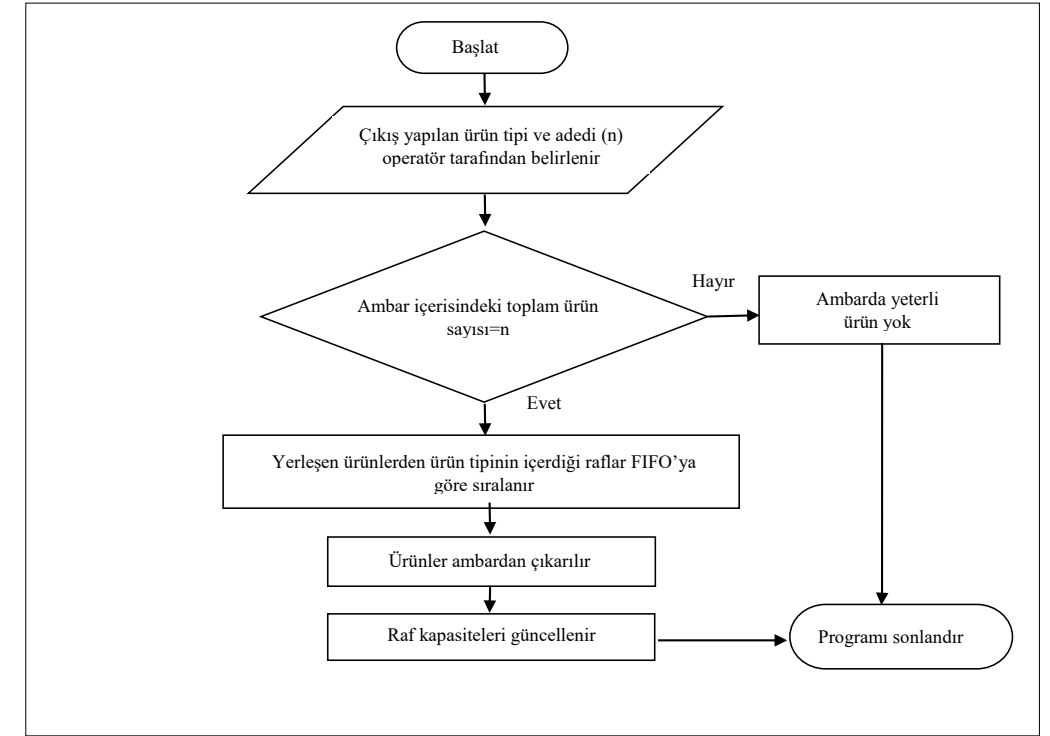 Başlat
Çıkış yapılan ürün tipi ve adedi (n)
operatör tarafından belirlenir
Ambar içerisindeki toplam ürün
sayısı=n
Hayır
Ambarda yeterli
ürün yok
Evet
Yerleşen ürünlerden ürün tipinin içerdiği raflar FIFO’ya
göre sıralanır
Ürünler ambardan çıkarılır
Raf kapasiteleri güncellenir
Programı sonlandır